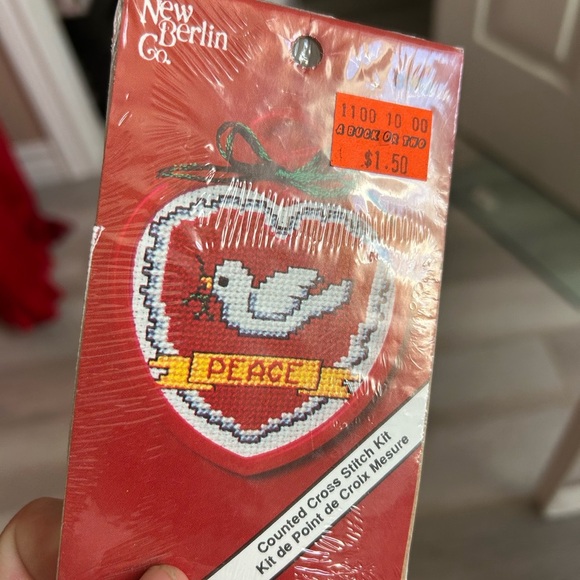 New
Berlin
Co.
1100 10 00
A BUCK OR TWO
$1.50
PEACE
Counted Cross Stitch Kit
Kit de Point de Croix Mesure